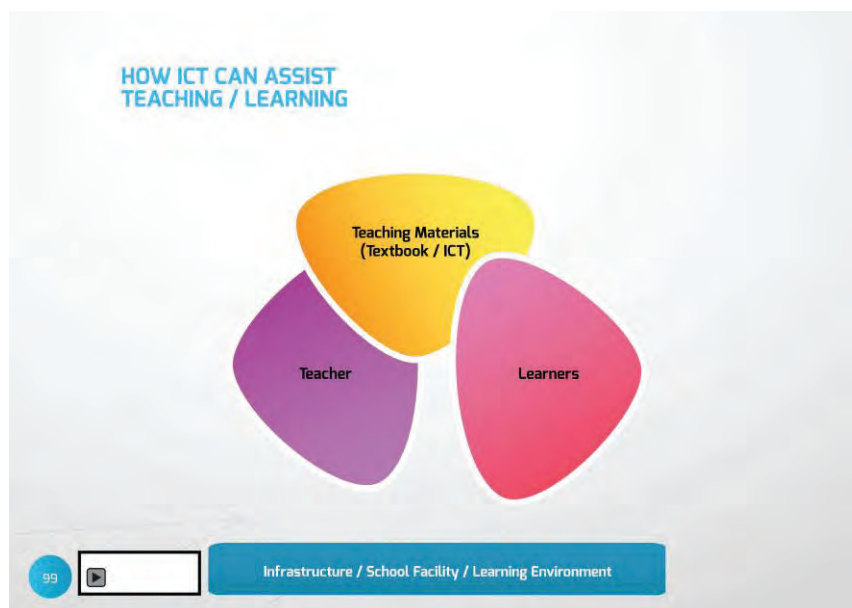 HOW ICT CAN ASSIST
TEACHING / LEARNING
Teaching Materials
(Textbook / ICT)
Teacher
Learners
99
Infrastructure / School Facility / Learning Environment